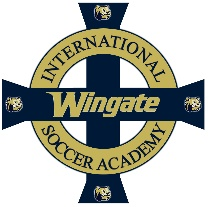 INTERNATIONAL
Wingate
SOCCER ACADEMY